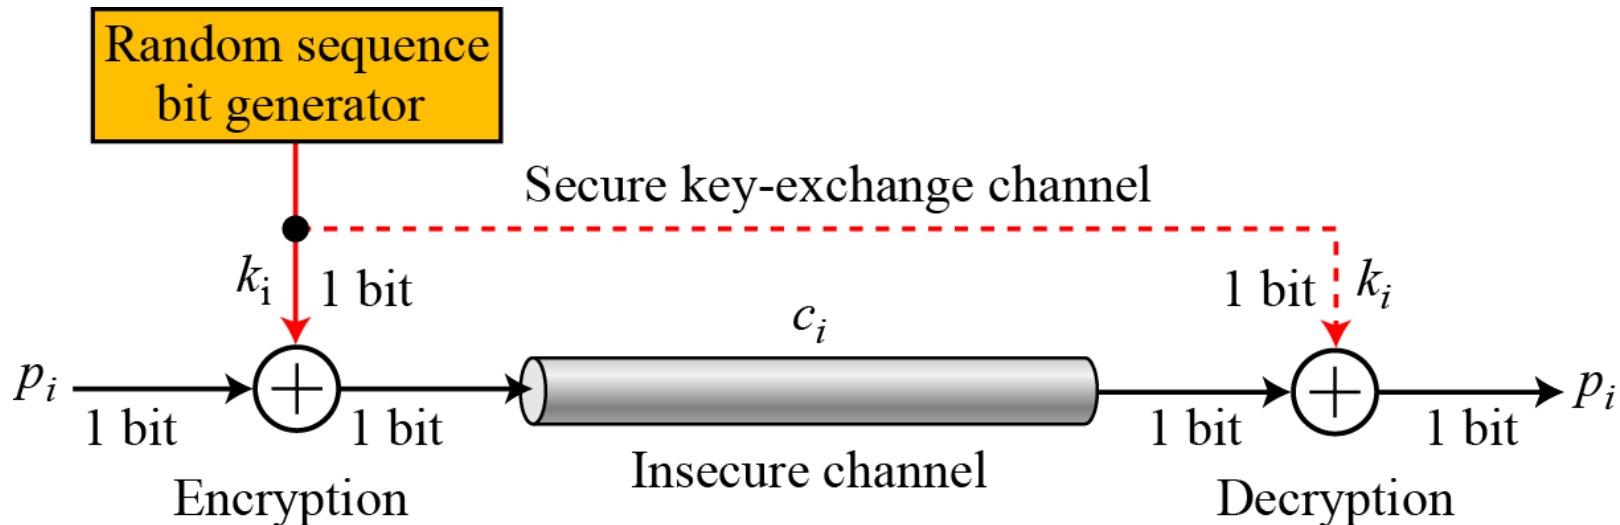 Random sequence
bit generator
Secure key-exchange channel
kᵢ 1 bit
1 bit kᵢ
cᵢ
pᵢ
1 bit
1 bit
1 bit
1 bit
pᵢ
Insecure channel
Encryption
Decryption